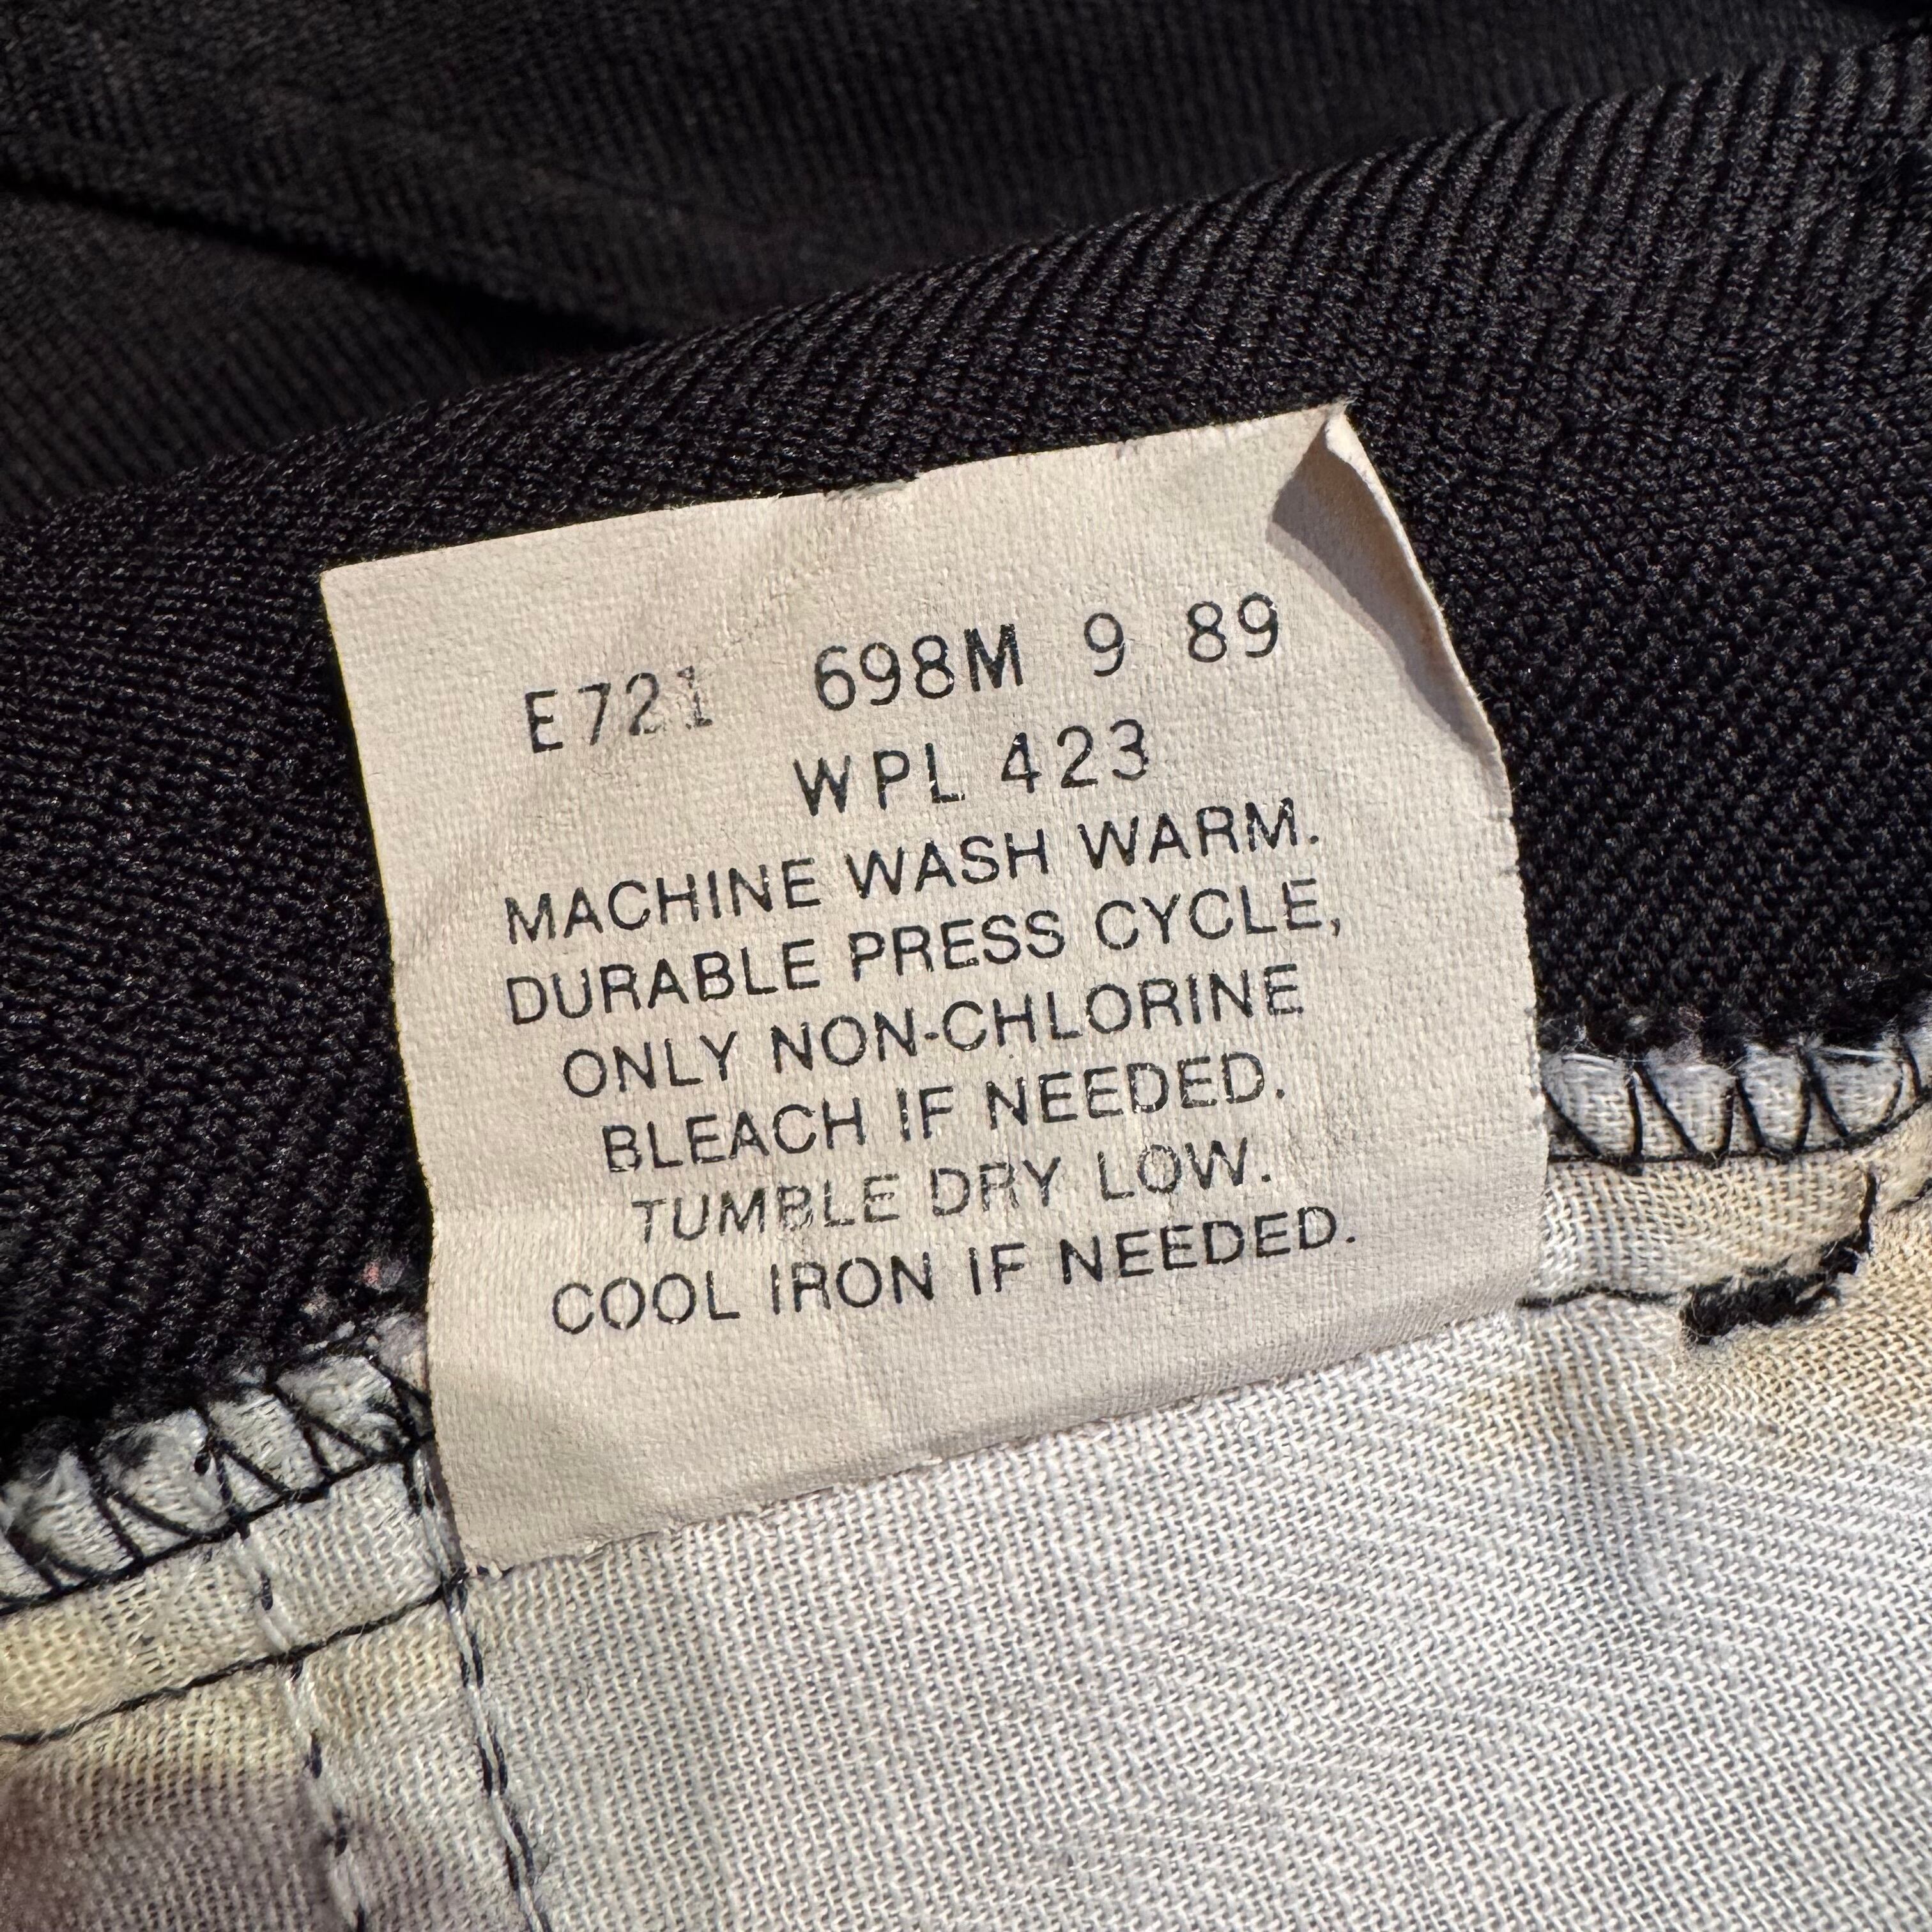 E721 698M 9 89
WPL 423
MACHINE WASH WARM.
DURABLE PRESS CYCLE,
ONLY NON-CHLORINE
BLEACH IF NEEDED.
TUMBLE DRY LOW.
COOL IRON IF NEEDED.